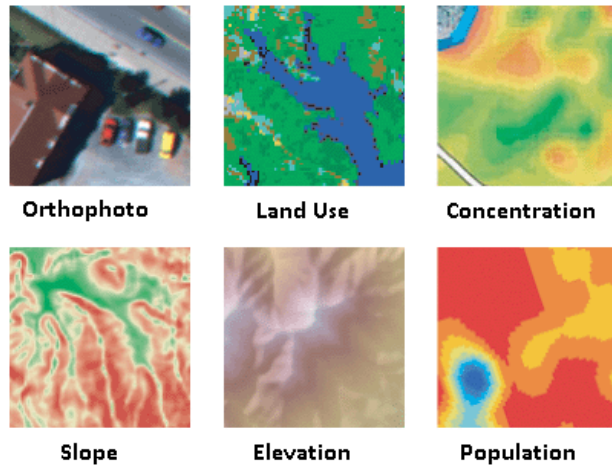 Orthophoto
Land Use
Concentration
Slope
Elevation
Population